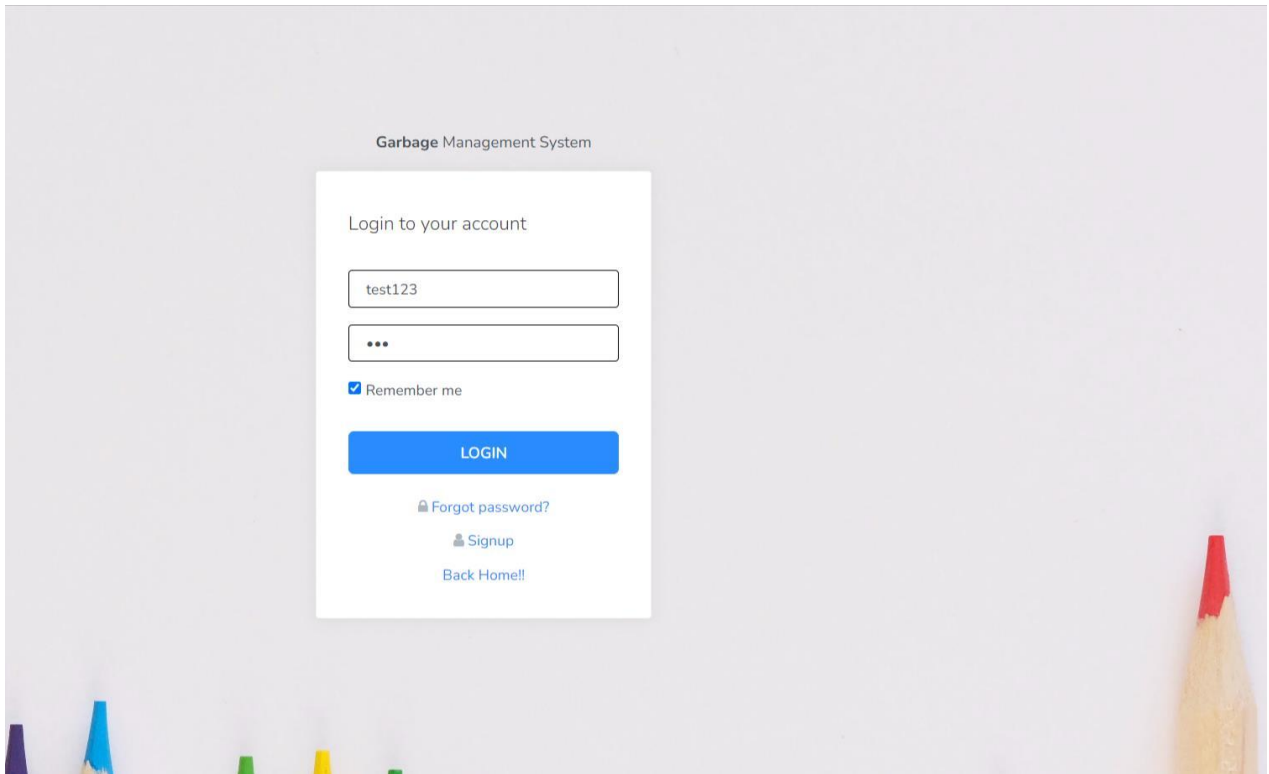 Garbage Management System
Login to your account
test123
•••
Remember me
LOGIN
Forgot password?
Signup
Back Home!!